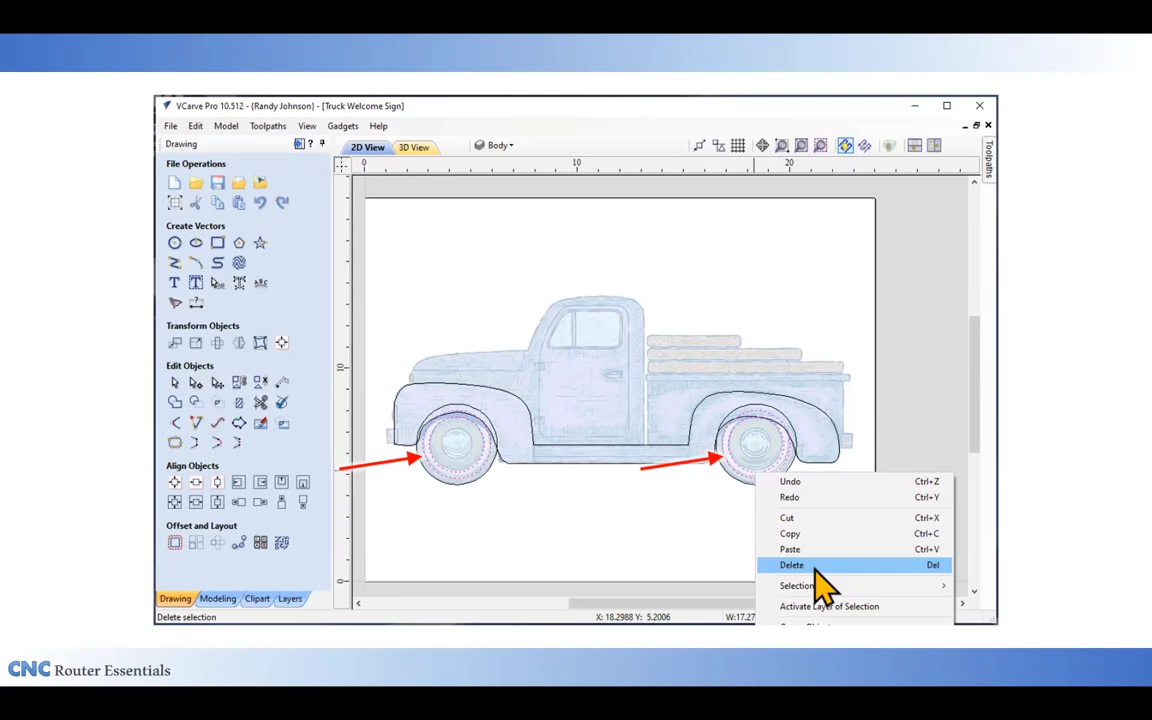 VCarve Pro 10.512 - {Randy Johnson} - [Truck Welcome Sign]
File Edit Model Toolpaths View Gadgets Help
Drawing
2D View 3D View Body
Toolpaths
0 10 20
File Operations
Create Vectors
Transform Objects
Edit Objects
Align Objects
Offset and Layout
Undo Ctrl+Z
Redo Ctrl+Y
Cut Ctrl+X
Copy Ctrl+C
Paste Ctrl+V
Delete Del
Selection
Activate Layer of Selection
Drawing Modeling Clipart Layers
Delete selection
X: 18.2988 Y: 5.2006
CNC Router Essentials